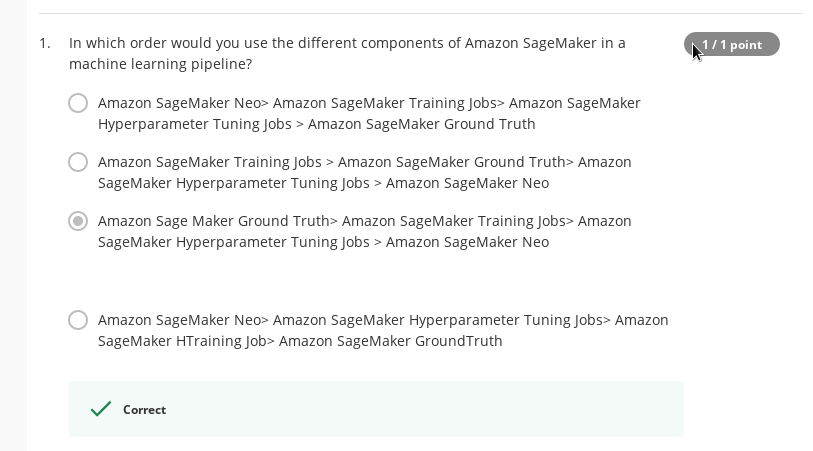 1. In which order would you use the different components of Amazon SageMaker in a
machine learning pipeline?
1 / 1 point
Amazon SageMaker Neo> Amazon SageMaker Training Jobs> Amazon SageMaker
Hyperparameter Tuning Jobs > Amazon SageMaker Ground Truth
Amazon SageMaker Training Jobs > Amazon SageMaker Ground Truth> Amazon
SageMaker Hyperparameter Tuning Jobs > Amazon SageMaker Neo
Amazon Sage Maker Ground Truth> Amazon SageMaker Training Jobs> Amazon
SageMaker Hyperparameter Tuning Jobs > Amazon SageMaker Neo
Amazon SageMaker Neo> Amazon SageMaker Hyperparameter Tuning Jobs> Amazon
SageMaker HTraining Job> Amazon SageMaker GroundTruth
Correct